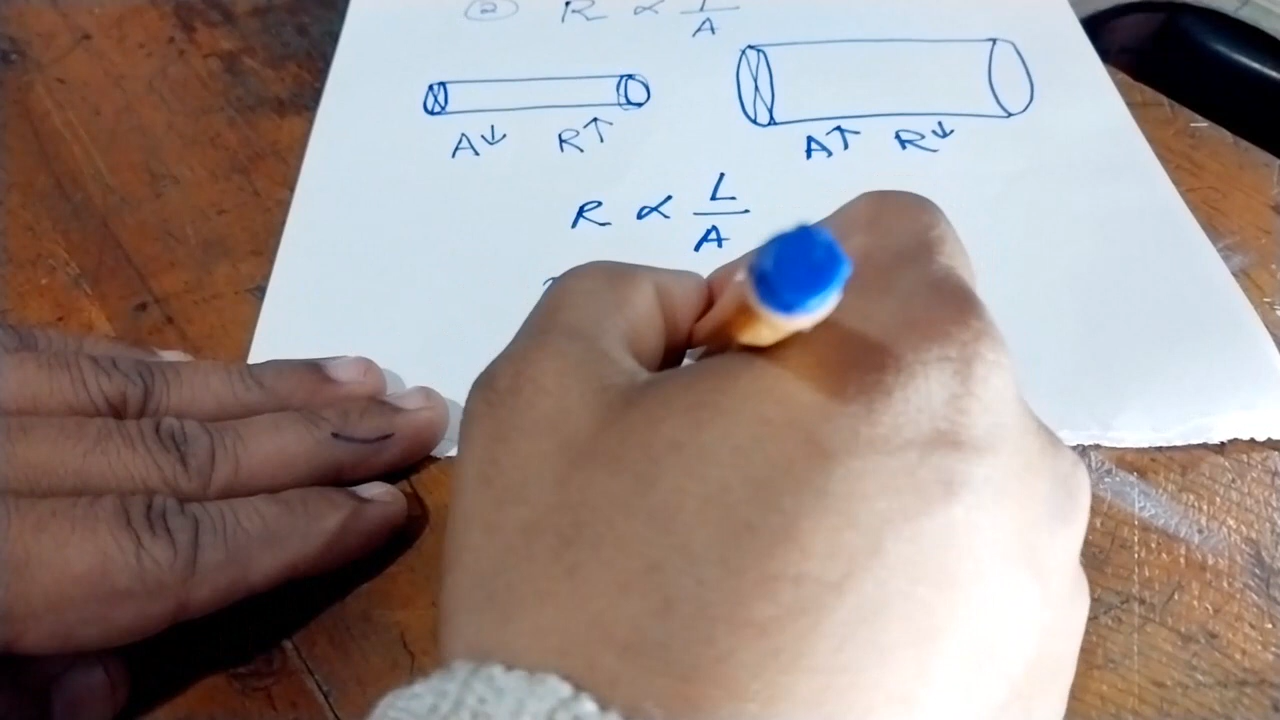 ② R ∝ 1/A
A↓ R↑ A↑ R↓
R ∝ L/A